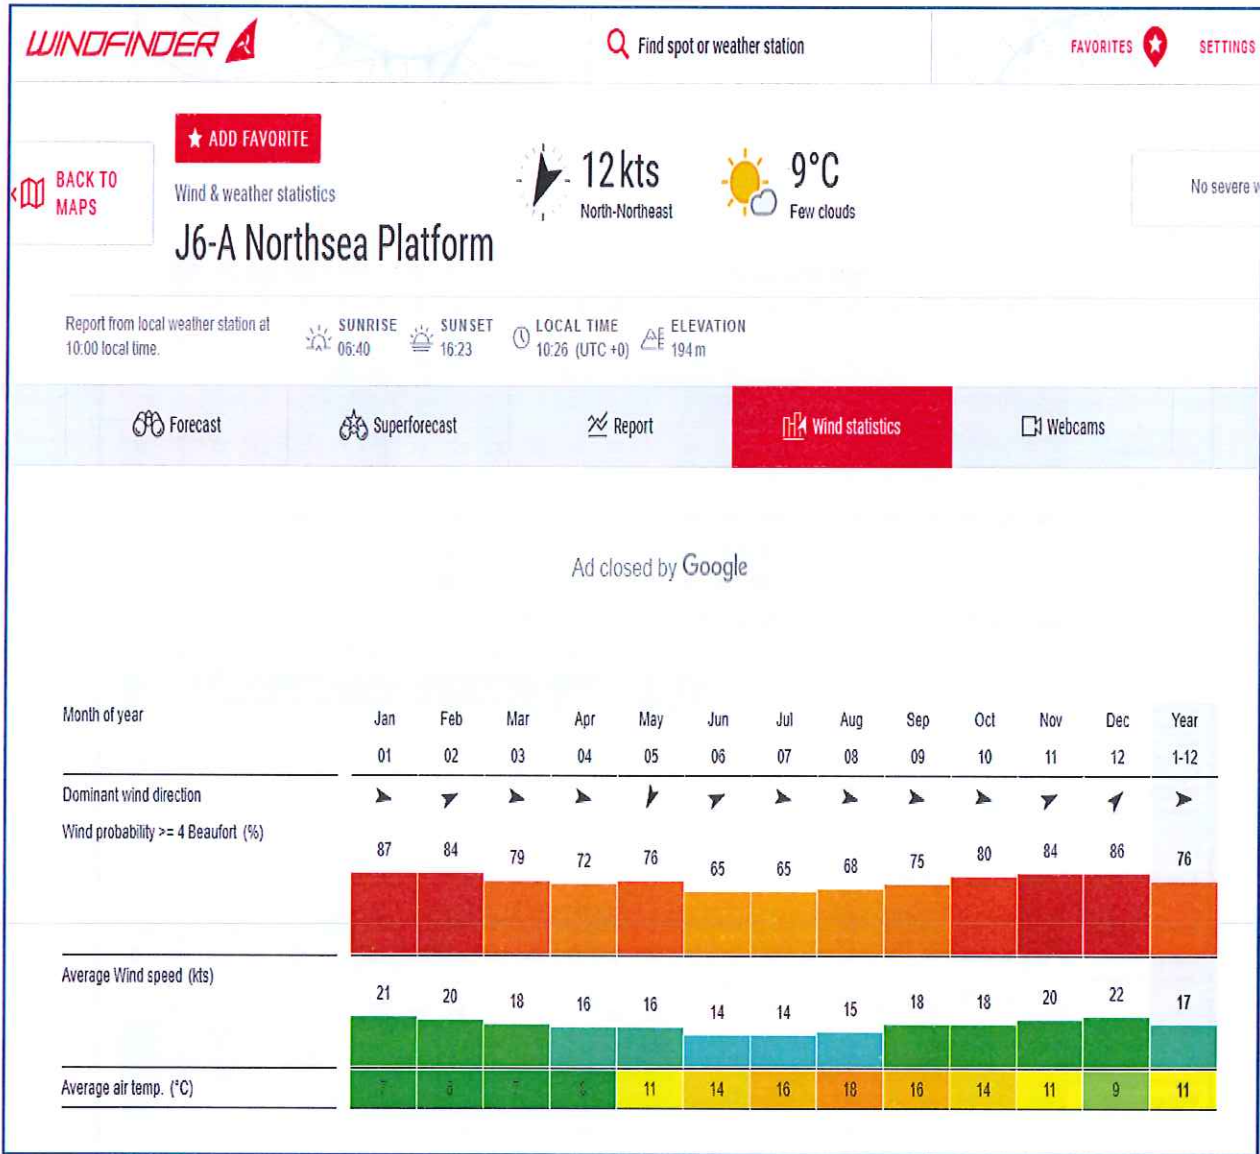 WINDFINDER
Find spot or weather station
FAVORITES
SETTINGS
ADD FAVORITE
BACK TO
MAPS
Wind & weather statistics
J6-A Northsea Platform
12 kts
North-Northeast
9°C
Few clouds
No severe
Report from local weather station at
10:00 local time.
SUNRISE
06:40
SUNSET
16:23
LOCAL TIME
10:26 (UTC +0)
ELEVATION
194 m
Forecast
Superforecast
Report
Wind statistics
Webcams
Ad closed by Google
Month of year Jan Feb Mar Apr May Jun Jul Aug Sep Oct Nov Dec Year
01 02 03 04 05 06 07 08 09 10 11 12 1-12
Dominant wind direction
Wind probability >= 4 Beaufort (%)
87 84 79 72 76 65 65 68 75 80 84 86 76
Average Wind speed (kts)
21 20 18 16 16 14 14 15 18 18 20 22 17
Average air temp. (°C) 7 7 11 14 16 18 16 14 11 9 11